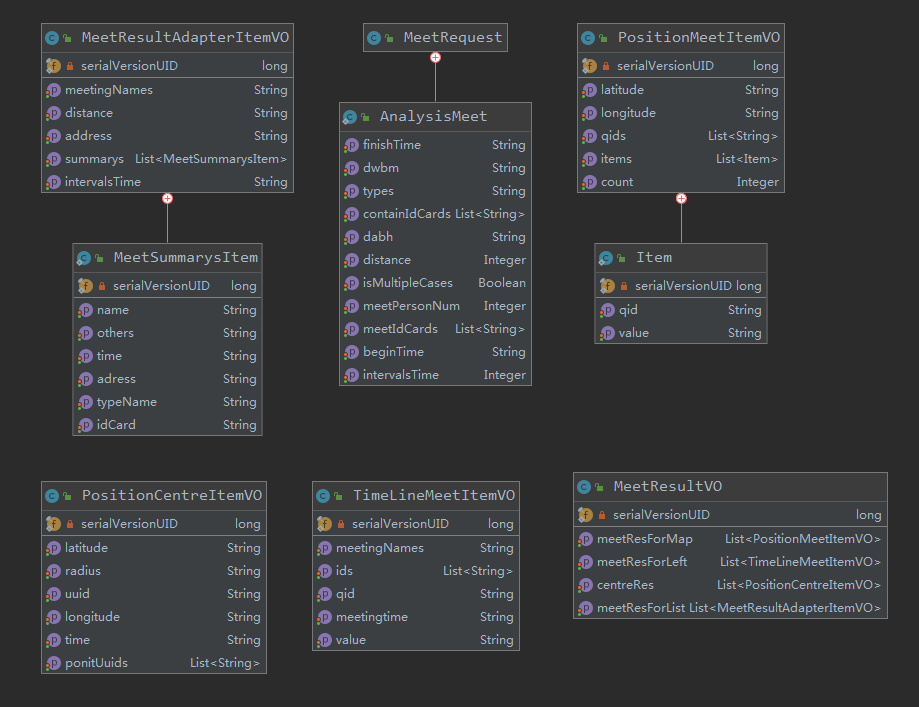 MeetResultAdapterItemVO
serialVersionUID long
meetingNames String
distance String
address String
summarys List<MeetSummarysItem>
intervalsTime String
MeetSummarysItem
serialVersionUID long
name String
others String
time String
adress String
typeName String
idCard String
MeetRequest
AnalysisMeet
finishTime String
dwbm String
types String
containIdCards List<String>
dabh String
distance Integer
isMultipleCases Boolean
meetPersonNum Integer
meetIdCards List<String>
beginTime String
intervalsTime Integer
PositionMeetItemVO
serialVersionUID long
latitude String
longitude String
qids List<String>
items List<Item>
count Integer
Item
serialVersionUID long
qid String
value String
PositionCentreItemVO
serialVersionUID long
latitude String
radius String
uuid String
longitude String
time String
ponitUuids List<String>
TimeLineMeetItemVO
serialVersionUID long
meetingNames String
ids List<String>
qid String
meetingtime String
value String
MeetResultVO
serialVersionUID long
meetResForMap List<PositionMeetItemVO>
meetResForLeft List<TimeLineMeetItemVO>
centreRes List<PositionCentreItemVO>
meetResForList List<MeetResultAdapterItemVO>